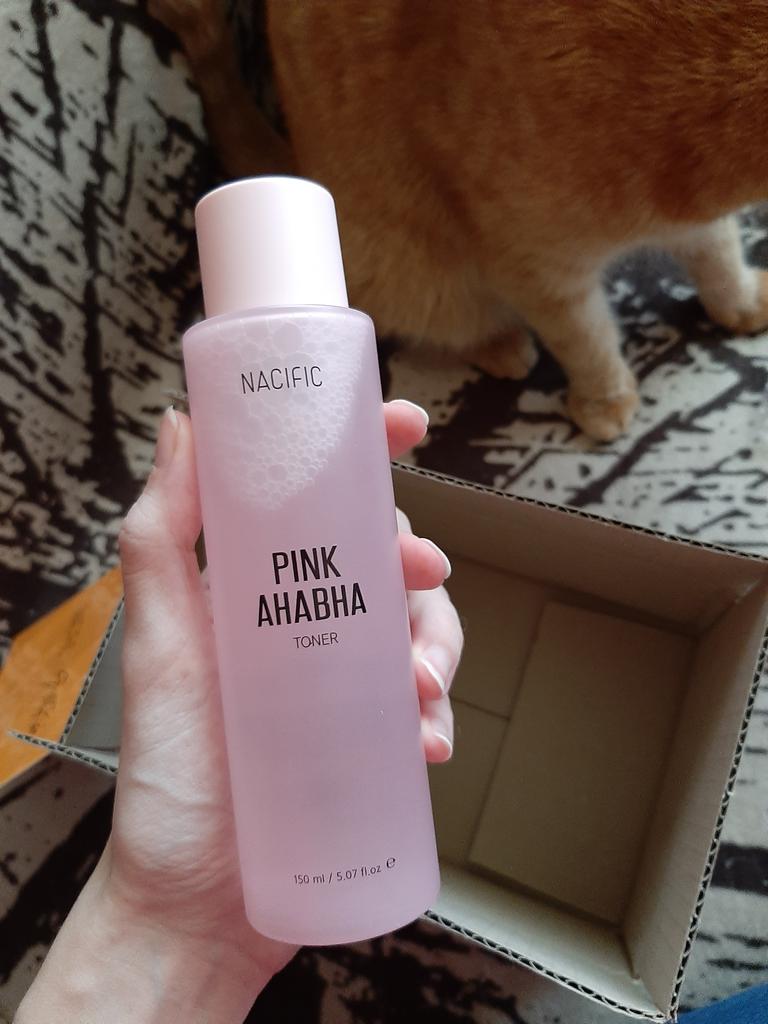 NACIFIC
PINK
AHABHA
TONER
150 ml / 5.07 fl.oz ℮